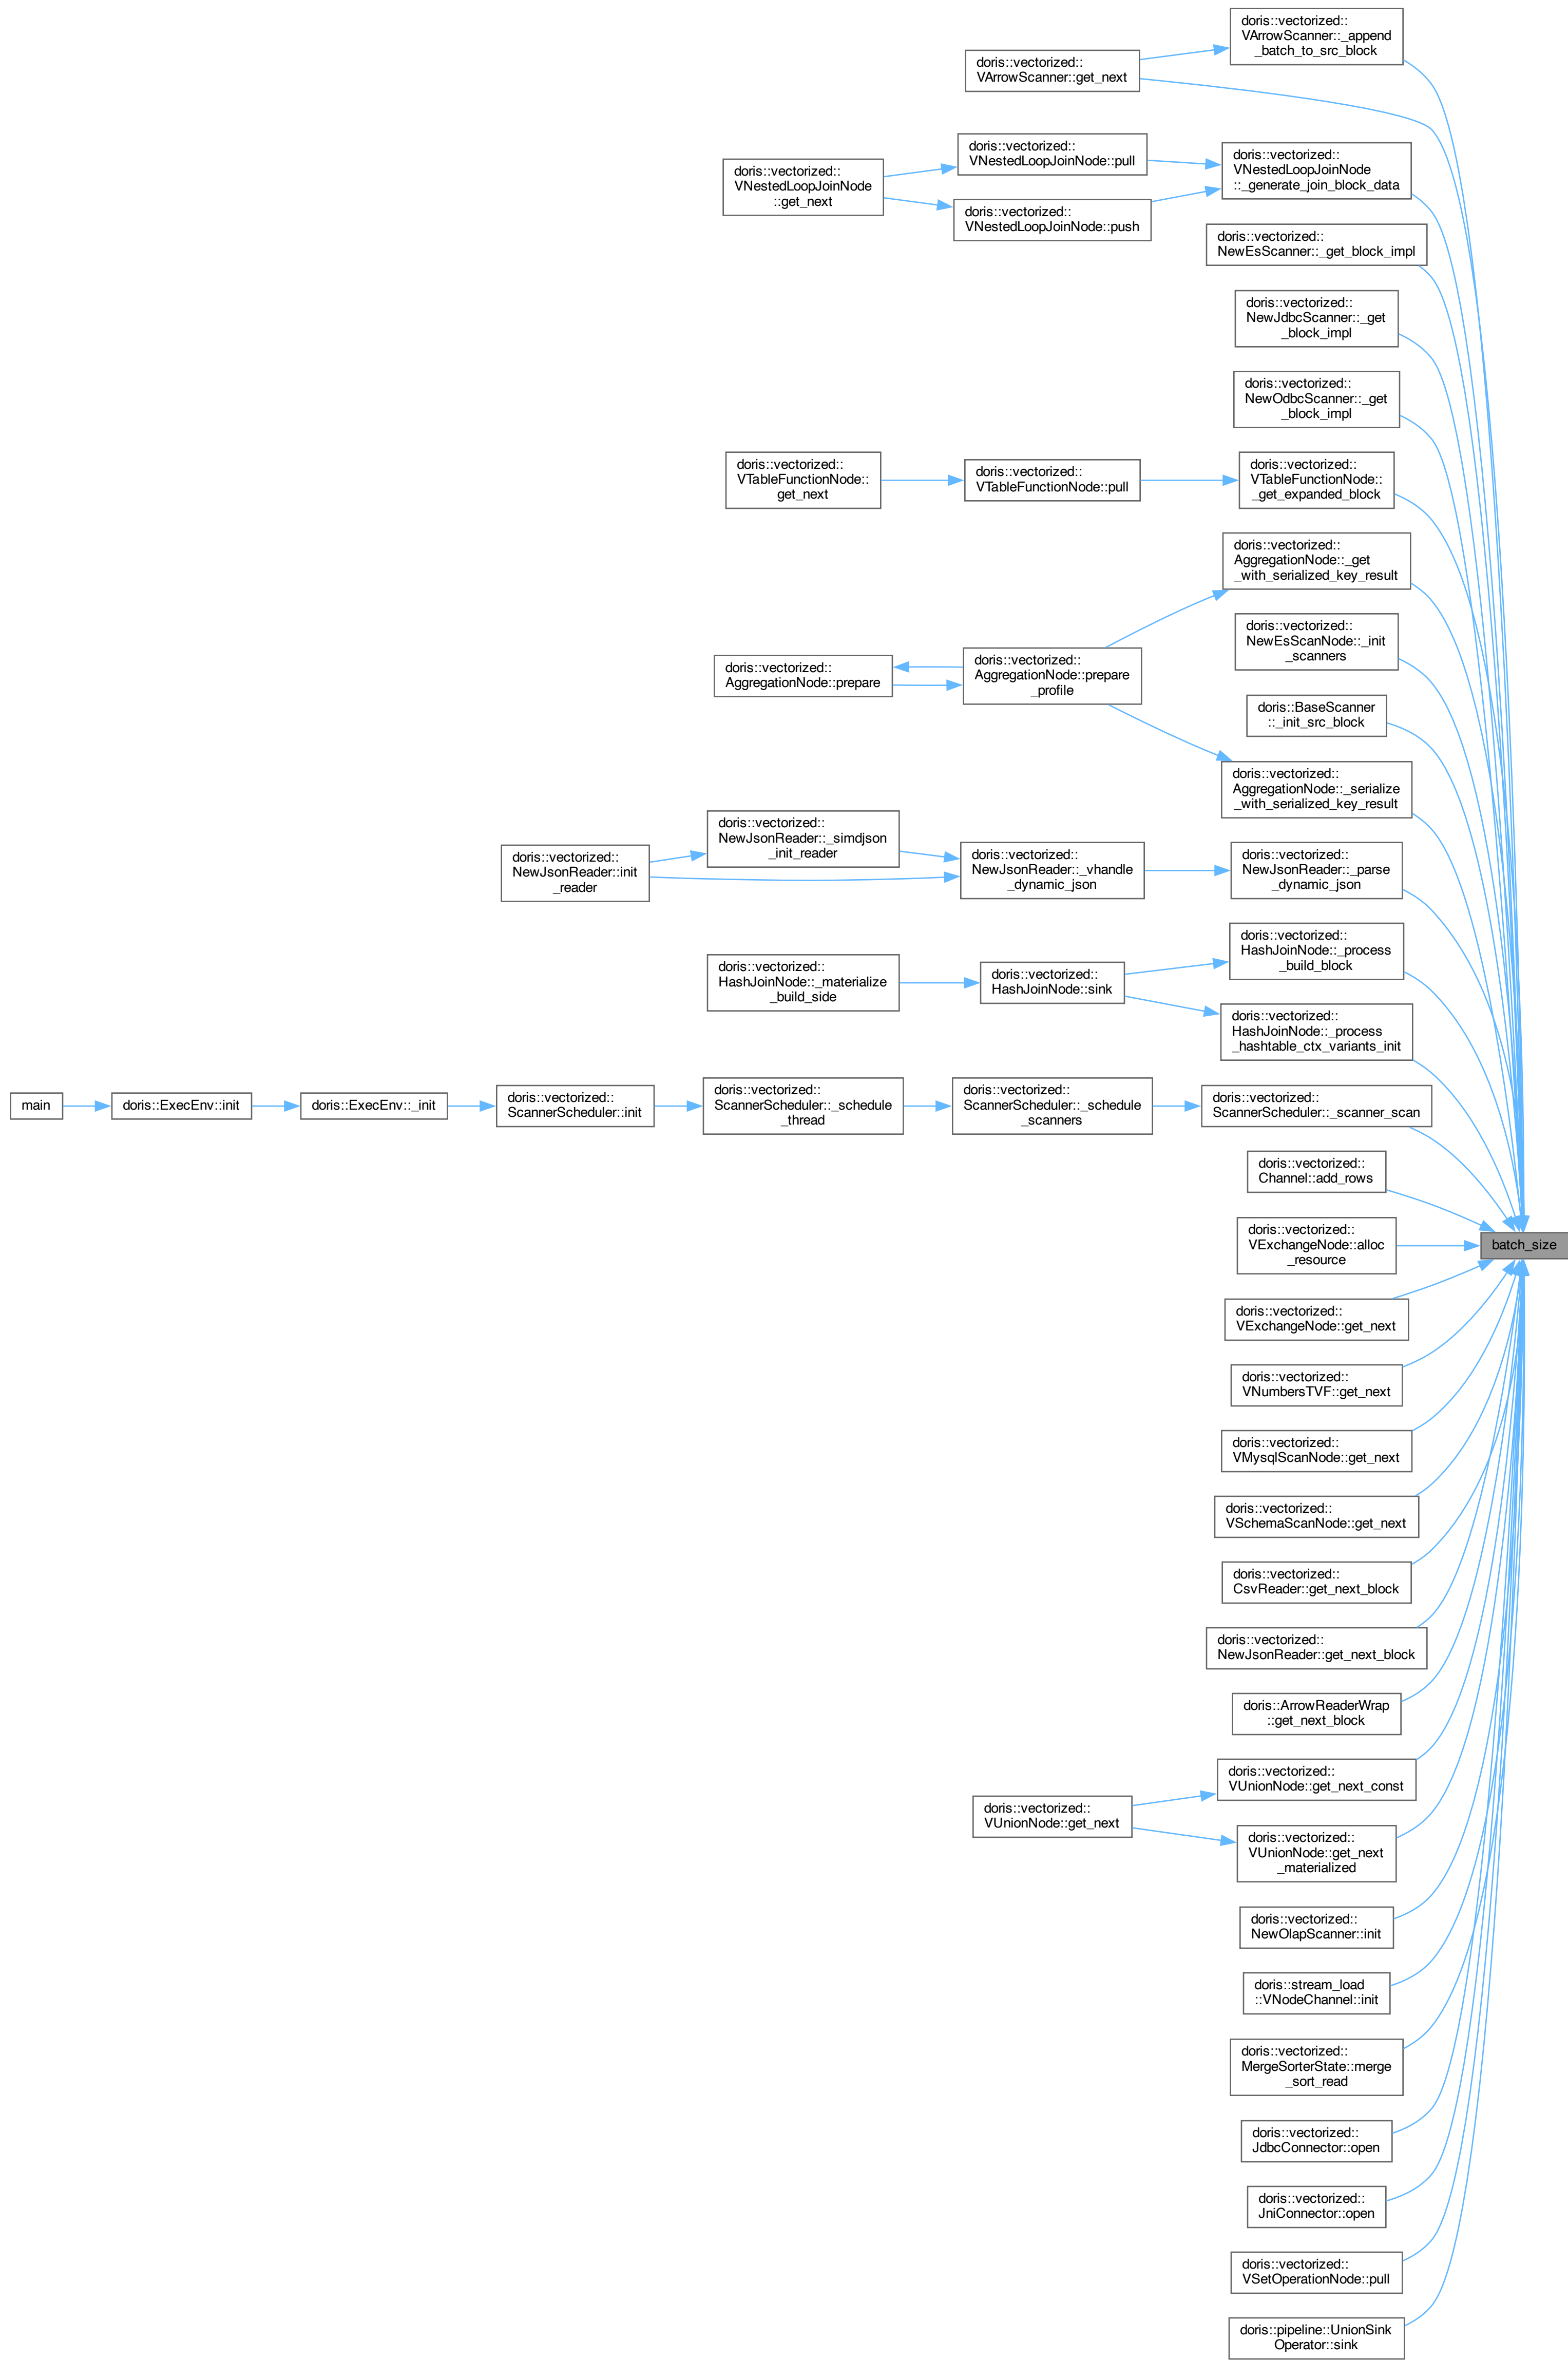 doris::vectorized::
VArrowScanner::_append
_batch_to_src_block
doris::vectorized::
VArrowScanner::get_next
doris::vectorized::
VNestedLoopJoinNode
::get_next
doris::vectorized::
VNestedLoopJoinNode::pull
doris::vectorized::
VNestedLoopJoinNode
::_generate_join_block_data
doris::vectorized::
VNestedLoopJoinNode::push
doris::vectorized::
NewEsScanner::_get_block_impl
doris::vectorized::
NewJdbcScanner::_get
_block_impl
doris::vectorized::
NewOdbcScanner::_get
_block_impl
doris::vectorized::
VTableFunctionNode::
get_next
doris::vectorized::
VTableFunctionNode::pull
doris::vectorized::
VTableFunctionNode::
_get_expanded_block
doris::vectorized::
AggregationNode::_get
_with_serialized_key_result
doris::vectorized::
NewEsScanNode::_init
_scanners
doris::vectorized::
AggregationNode::prepare
doris::vectorized::
AggregationNode::prepare
_profile
doris::BaseScanner
::_init_src_block
doris::vectorized::
AggregationNode::_serialize
_with_serialized_key_result
doris::vectorized::
NewJsonReader::init
_reader
doris::vectorized::
NewJsonReader::_simdjson
_init_reader
doris::vectorized::
NewJsonReader::_vhandle
_dynamic_json
doris::vectorized::
NewJsonReader::_parse
_dynamic_json
doris::vectorized::
HashJoinNode::_process
_build_block
doris::vectorized::
HashJoinNode::_materialize
_build_side
doris::vectorized::
HashJoinNode::sink
doris::vectorized::
HashJoinNode::_process
_hashtable_ctx_variants_init
main
doris::ExecEnv::init
doris::ExecEnv::_init
doris::vectorized::
ScannerScheduler::init
doris::vectorized::
ScannerScheduler::_schedule
_thread
doris::vectorized::
ScannerScheduler::_schedule
_scanners
doris::vectorized::
ScannerScheduler::_scanner_scan
doris::vectorized::
Channel::add_rows
doris::vectorized::
VExchangeNode::alloc
_resource
batch_size
doris::vectorized::
VExchangeNode::get_next
doris::vectorized::
VNumbersTVF::get_next
doris::vectorized::
VMysqlScanNode::get_next
doris::vectorized::
VSchemaScanNode::get_next
doris::vectorized::
CsvReader::get_next_block
doris::vectorized::
NewJsonReader::get_next_block
doris::ArrowReaderWrap
::get_next_block
doris::vectorized::
VUnionNode::get_next_const
doris::vectorized::
VUnionNode::get_next
doris::vectorized::
VUnionNode::get_next
_materialized
doris::vectorized::
NewOlapScanner::init
doris::stream_load
::VNodeChannel::init
doris::vectorized::
MergeSorterState::merge
_sort_read
doris::vectorized::
JdbcConnector::open
doris::vectorized::
JniConnector::open
doris::vectorized::
VSetOperationNode::pull
doris::pipeline::UnionSink
Operator::sink